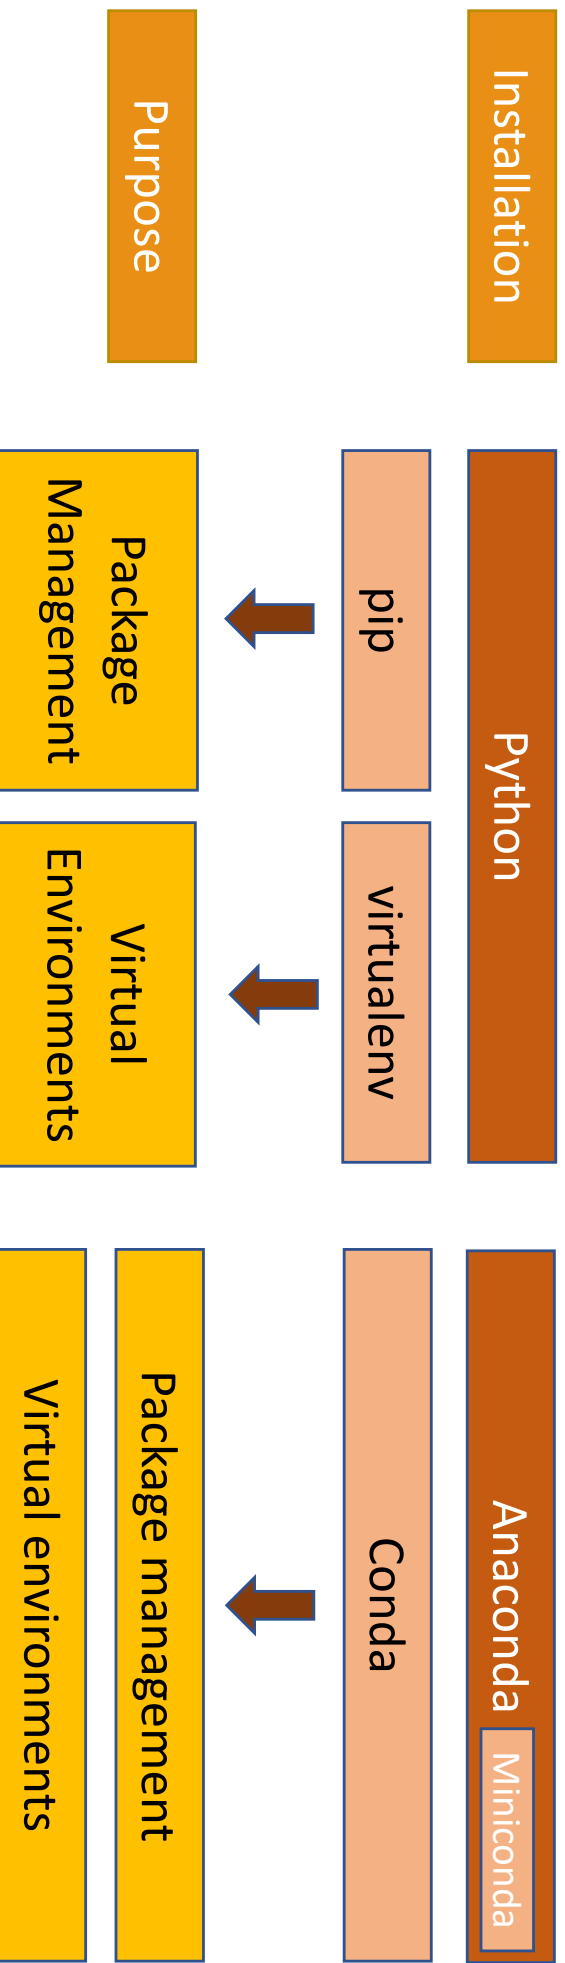 Installation
Python
Anaconda
Miniconda
pip
virtualenv
Conda
Purpose
Package
Management
Virtual
Environments
Package management
Virtual environments